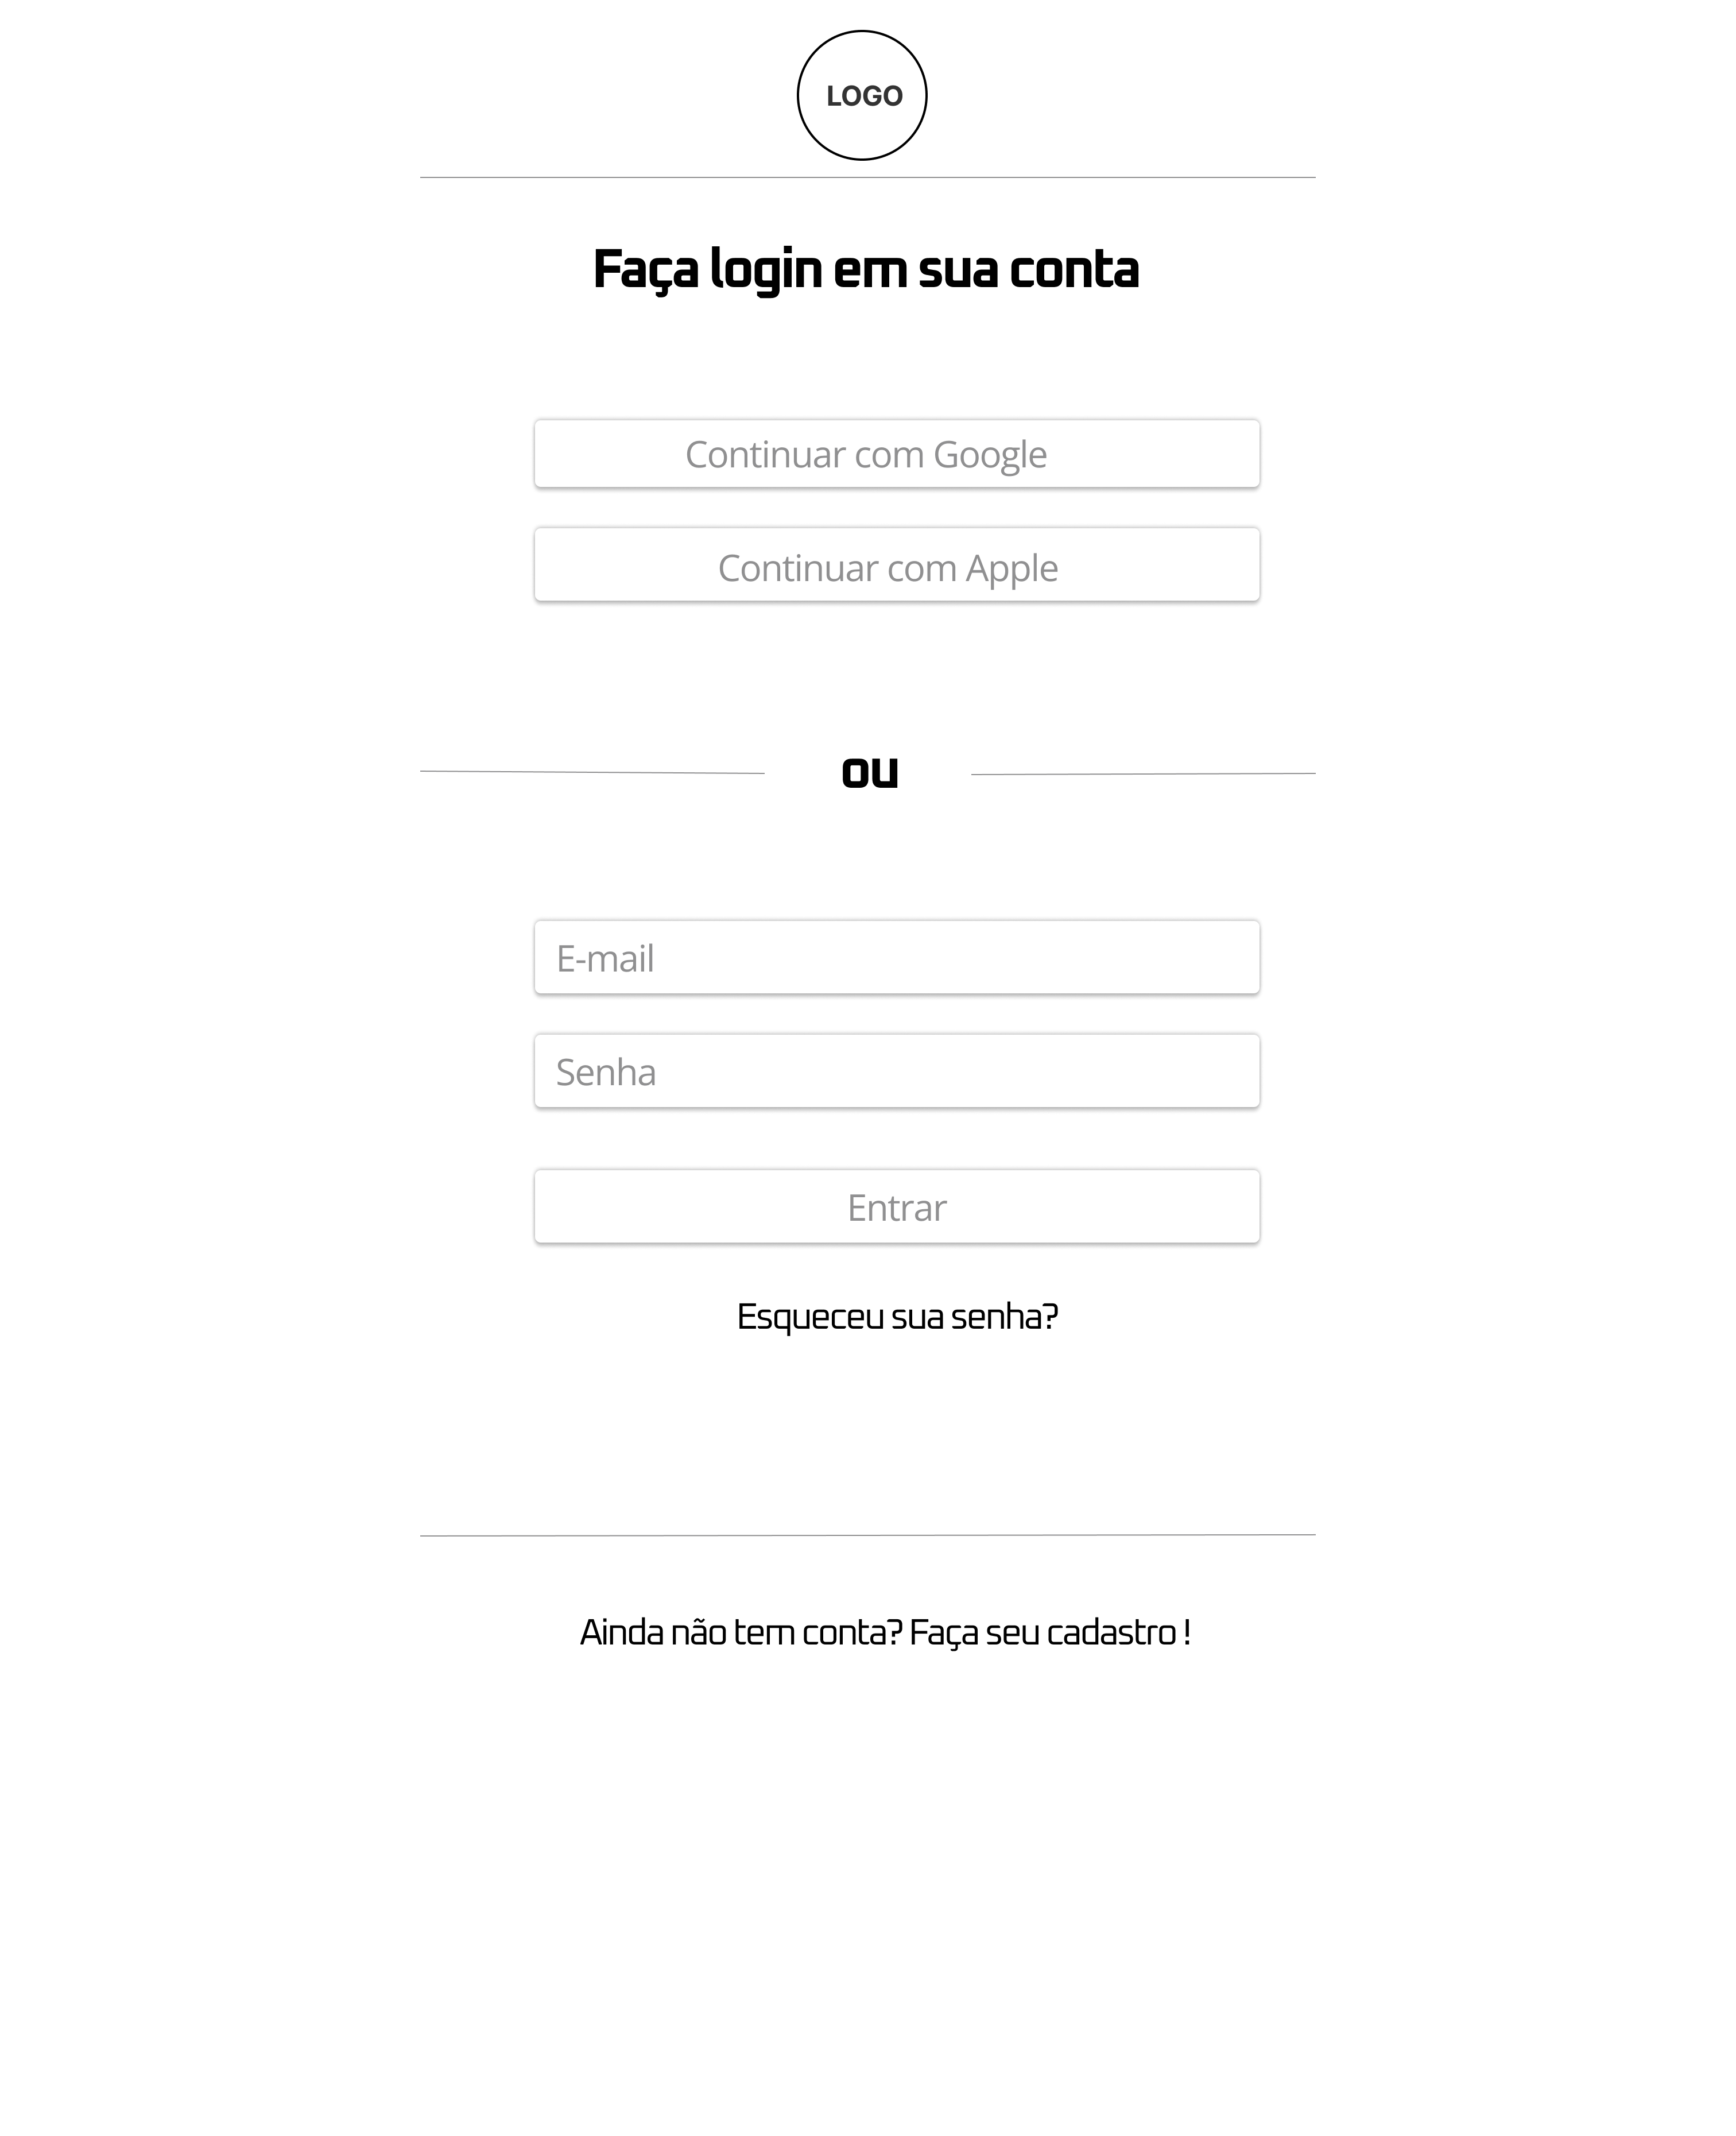 LOGO
Faça login em sua conta
Continuar com Google
Continuar com Apple
ou
E-mail
Senha
Entrar
Esqueceu sua senha?
Ainda não tem conta? Faça seu cadastro !